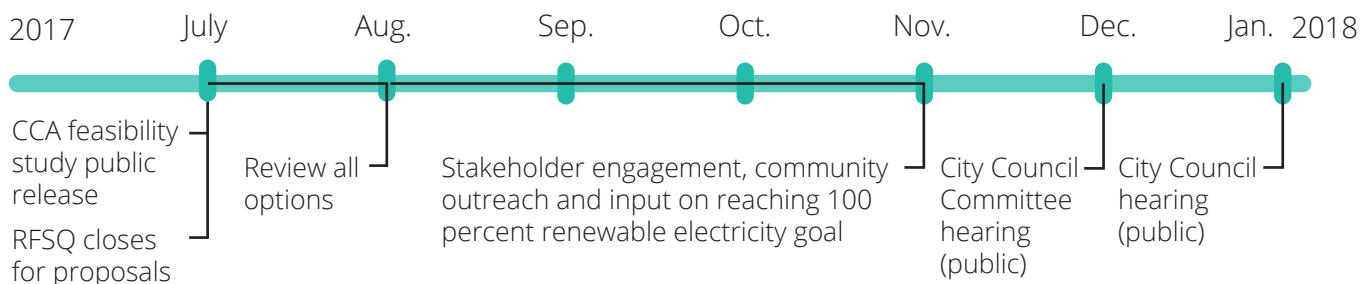 2017 July Aug. Sep. Oct. Nov. Dec. Jan. 2018
CCA feasibility
study public
release
RFSQ closes
for proposals
Review all
options
Stakeholder engagement, community
outreach and input on reaching 100
percent renewable electricity goal
City Council
Committee
hearing
(public)
City Council
hearing
(public)